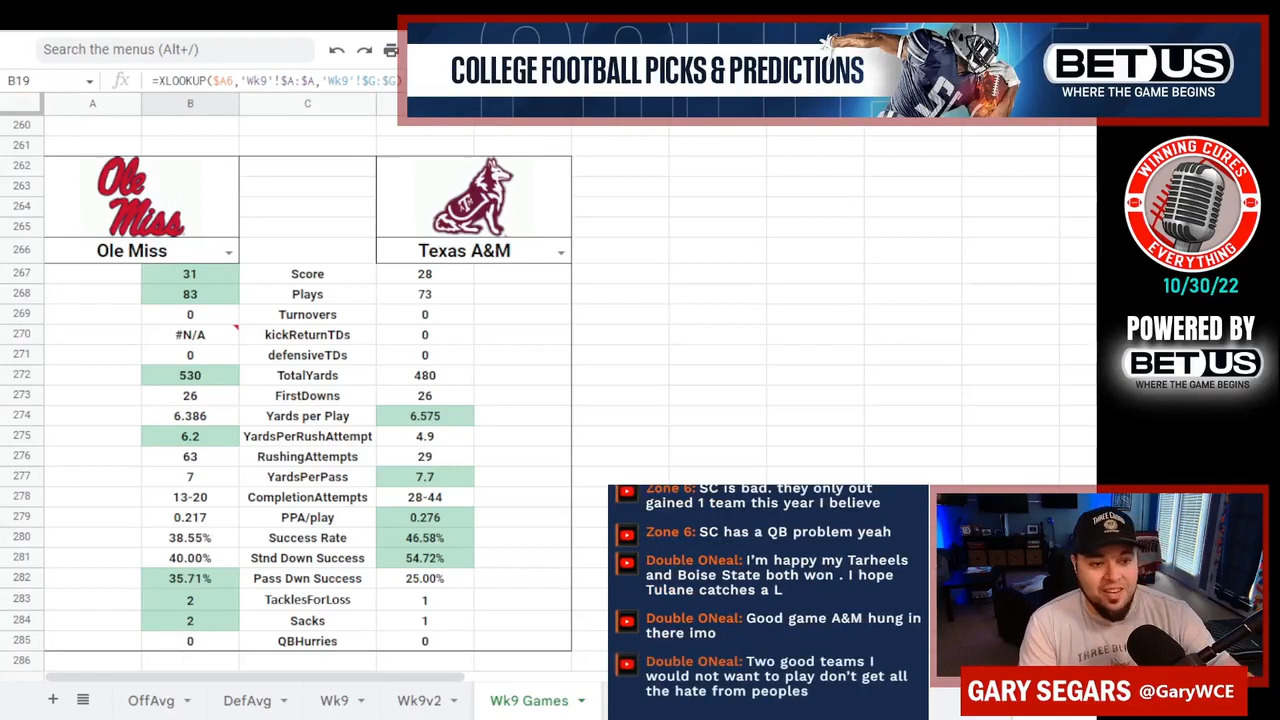 Search the menus (Alt+/)
COLLEGE FOOTBALL PICKS & PREDICTIONS
BETUS
WHERE THE GAME BEGINS
B19
=XLOOKUP($A6,'Wk9'!$A:$A,'Wk9'!$G:$G)
A B C
260
261
262
263
264
265
Ole Miss
ATM
266 Ole Miss Texas A&M
267 31 Score 28
268 83 Plays 73
269 0 Turnovers 0
270 #N/A kickReturnTDs 0
271 0 defensiveTDs 0
272 530 TotalYards 480
273 26 FirstDowns 26
274 6.386 Yards per Play 6.575
275 6.2 YardsPerRushAttempt 4.9
276 63 RushingAttempts 29
277 7 YardsPerPass 7.7
278 13-20 CompletionAttempts 28-44
279 0.217 PPA/play 0.276
280 38.55% Success Rate 46.58%
281 40.00% Stnd Down Success 54.72%
282 35.71% Pass Dwn Success 25.00%
283 2 TacklesForLoss 1
284 2 Sacks 1
285 0 QBHurries 0
286
OffAvg DefAvg Wk9 Wk9v2 Wk9 Games
WINNING CURES
EVERYTHING
10/30/22
POWERED BY
BETUS
WHERE THE GAME BEGINS
Zone 6: SC is bad. they only out
gained 1 team this year I believe
Zone 6: SC has a QB problem yeah
Double ONeal: I'm happy my Tarheels
and Boise State both won . I hope
Tulane catches a L
Double ONeal: Good game A&M hung in
there imo
Double ONeal: Two good teams I
would not want to play don't get all
the hate from peoples
GARY SEGARS @GaryWCE